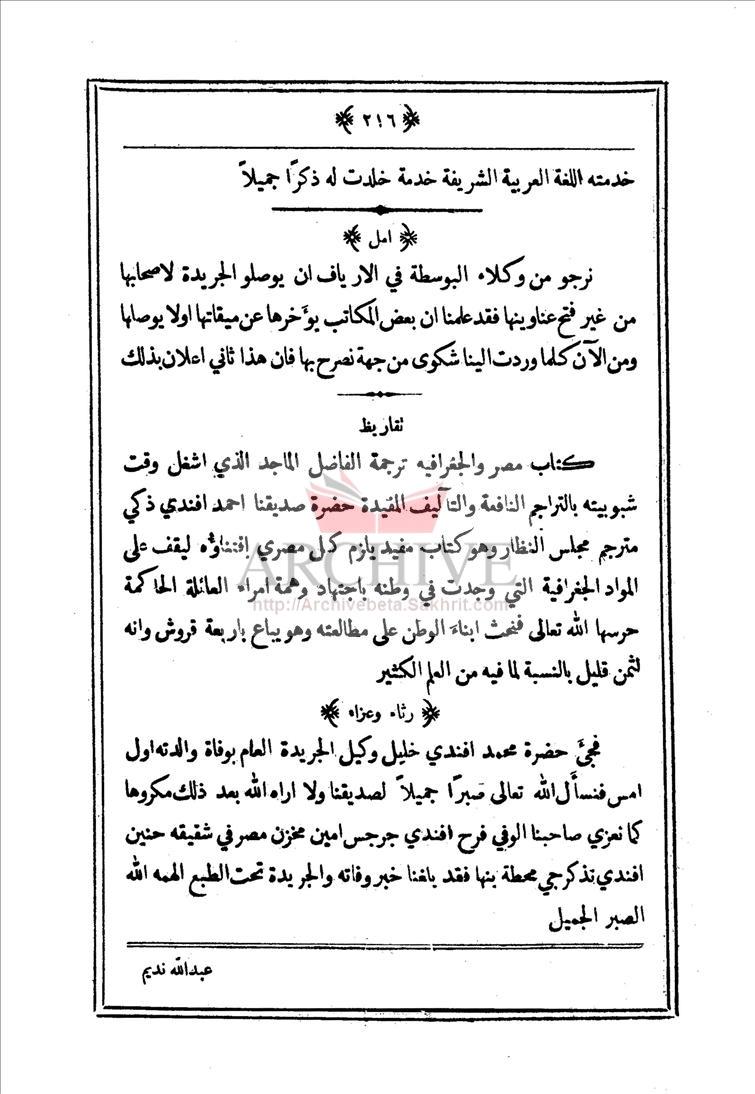 ﴿ ٢١٦ ﴾
خدمته اللغة العربية الشريفة خدمة خلدت له ذكرًا جميلاً
﴿ امل ﴾
نرجو من وكلاء البوسطة في الارياف ان يوصلو الجريدة لاصحابها
من غير فتح عناوينها فقد علمنا ان بعض المكاتب يؤخرها عن ميقاتها اولا يوصلها
ومن الآن كلما وردت الينا شكوى من جهة نصرح بها فان هذا ثاني اعلان بذلك
تقاريظ
كتاب مصر والجغرافيه ترجمة الفاضل الماجد الذي اشغل وقت
شبوبيته بالتراجم النافعة والتآليف المفيدة حضرة صديقنا احمد افندي ذكي
مترجم مجلس النظار وهو كتاب مفيد يلزم كل مصري إقتناؤه ليقف على
المواد الجغرافية التي وجدت في وطنه باجتهاد وهمة امراء العائلة الحاكمة
حرسها الله تعالى فنحث ابناء الوطن على مطالعته وهو يباع باربعة قروش وانه
لثمن قليل بالنسبة لما فيه من العلم الكثير
﴿ رثاء وعزاء ﴾
فجئ حضرة محمد افندي خليل وكيل الجريدة العام بوفاة والدته اول
امس فنسأل الله تعالى صبرًا جميلاً لصديقنا ولا اراه الله بعد ذلك مكروها
كما نعزي صاحبنا الوفي فرح افندي جرجس امين مخزن مصر في شقيقه حنين
افندي تذكرجي محطة بنها فقد بلغنا خبر وفاته والجريدة تحت الطبع الهمه الله
الصبر الجميل
عبدالله نديم
ARCHIVE
http://Archivebeta.Sakhrit.com